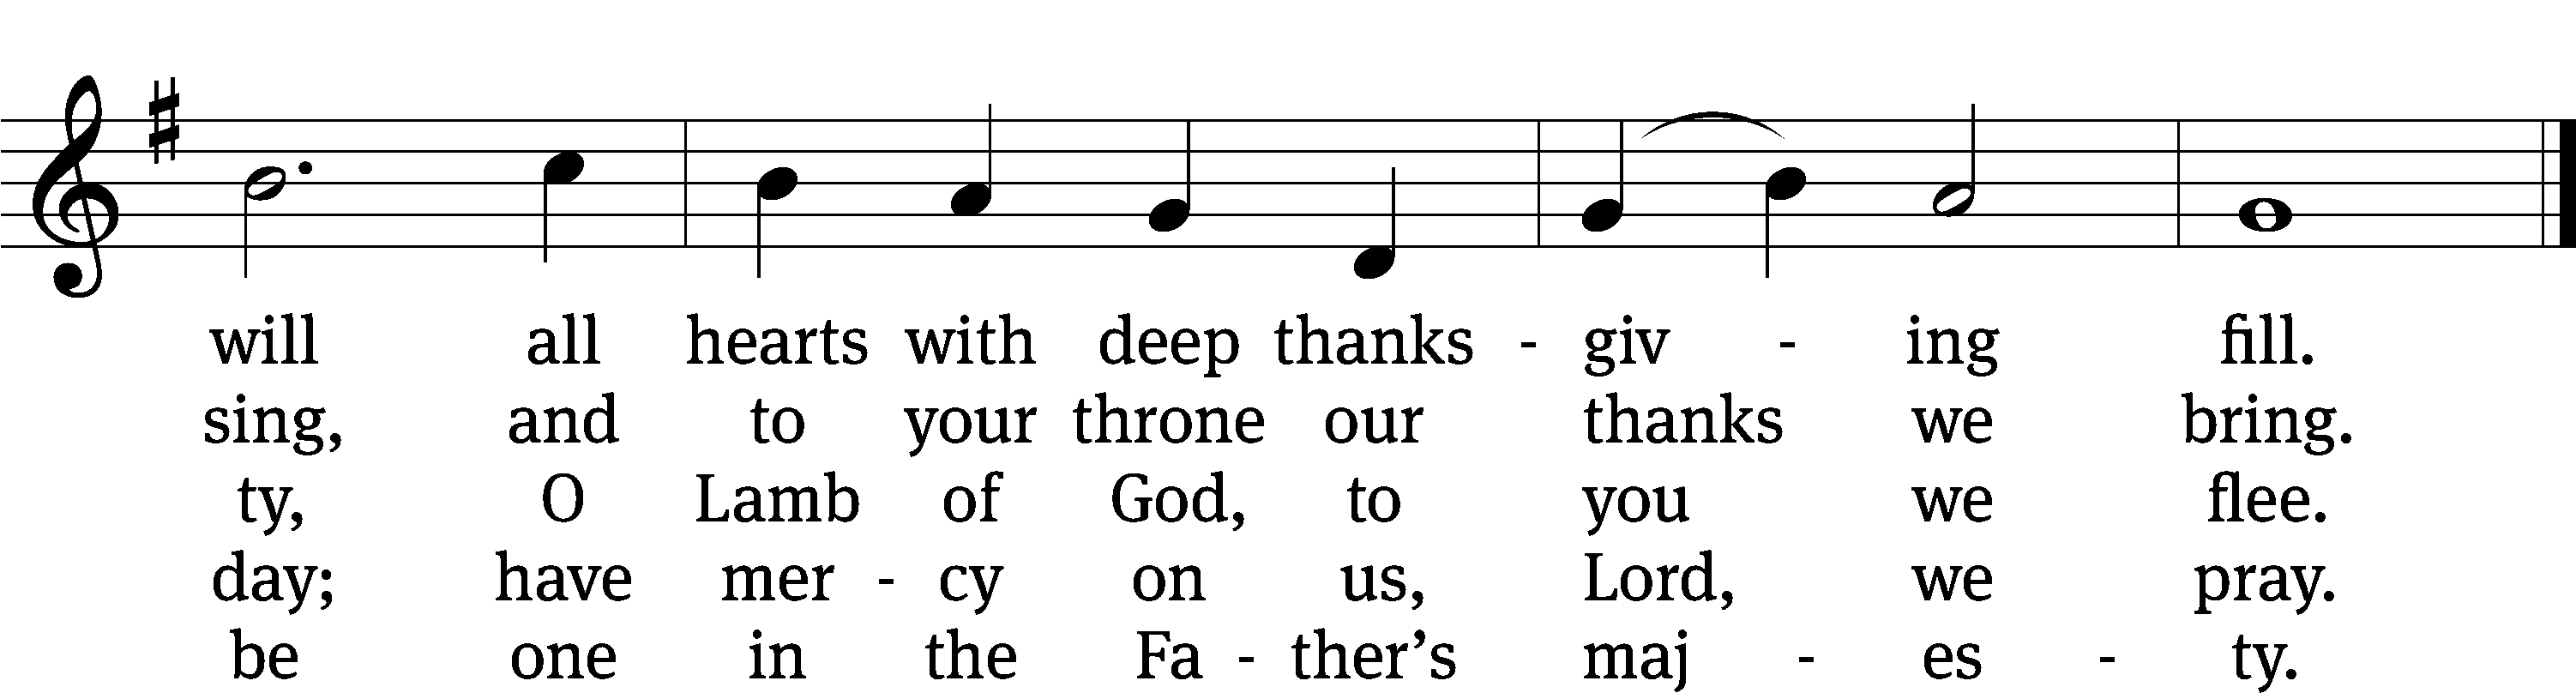 will all hearts with deep thanks - giv - ing fill.
sing, and to your throne our thanks we bring.
ty, O Lamb of God, to you we flee.
day; have mer - cy on us, Lord, we pray.
be one in the Fa - ther’s maj - es - ty.